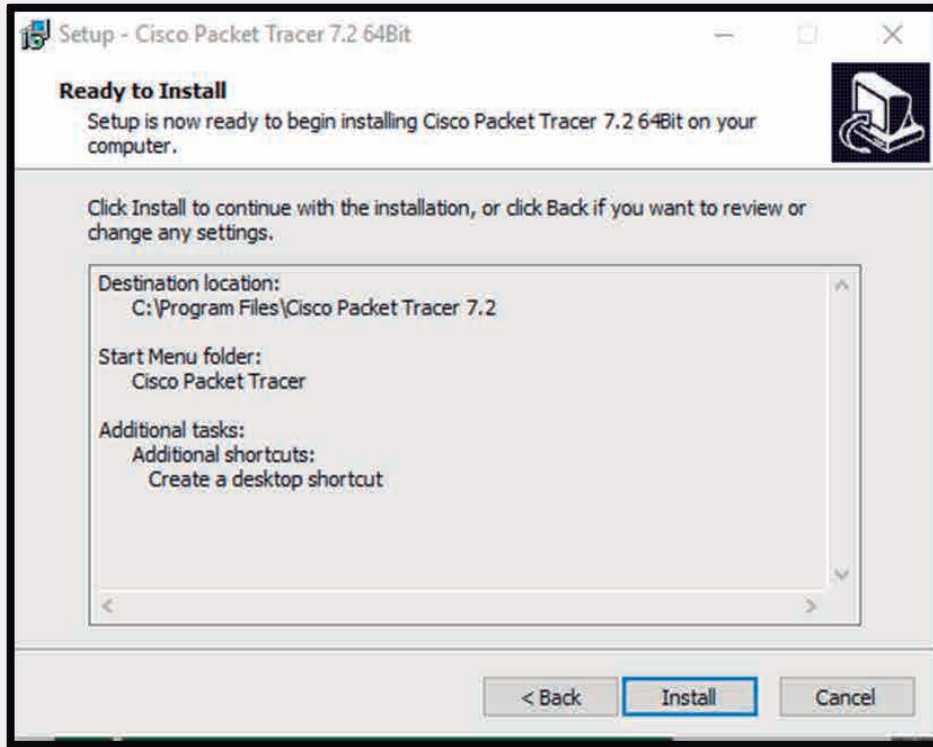 Setup - Cisco Packet Tracer 7.2 64Bit
Ready to Install
Setup is now ready to begin installing Cisco Packet Tracer 7.2 64Bit on your
computer.
Click Install to continue with the installation, or click Back if you want to review or
change any settings.
Destination location:
C:\Program Files\Cisco Packet Tracer 7.2
Start Menu folder:
Cisco Packet Tracer
Additional tasks:
Additional shortcuts:
Create a desktop shortcut
< Back
Install
Cancel